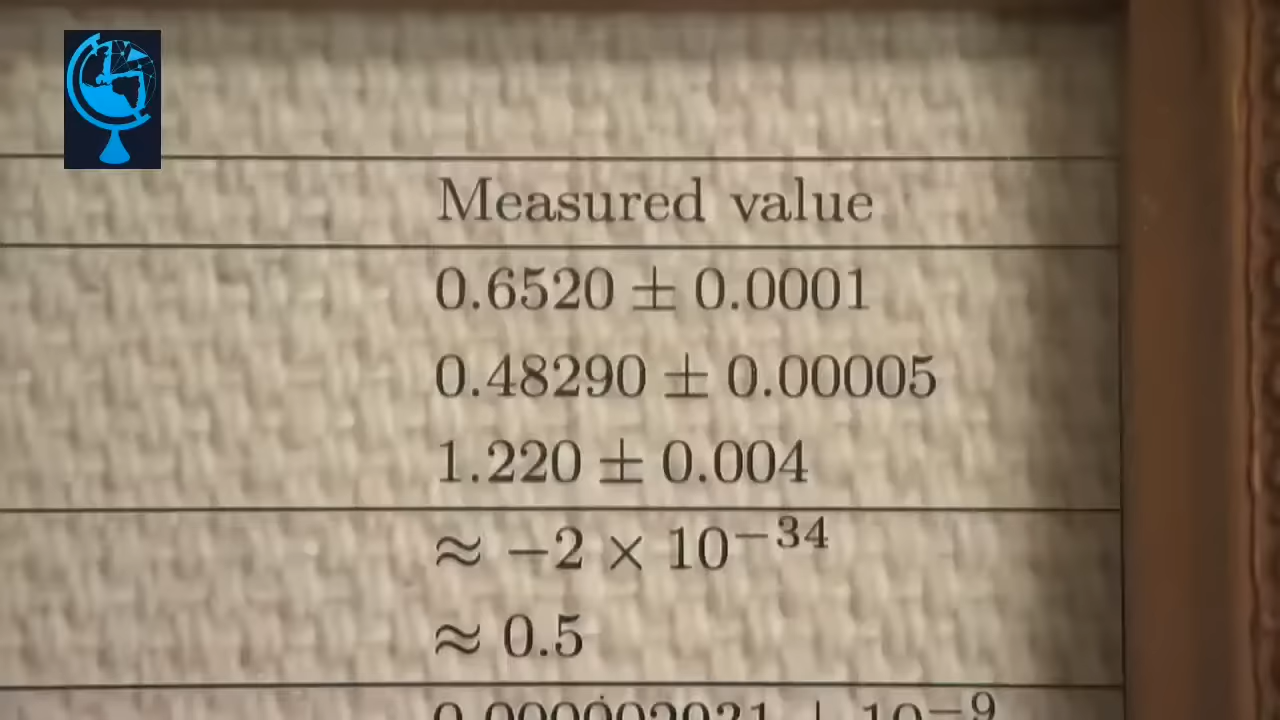 Measured value
0.6520 ± 0.0001
0.48290 ± 0.00005
1.220 ± 0.004
≈ −2 × 10⁻³⁴
≈ 0.5